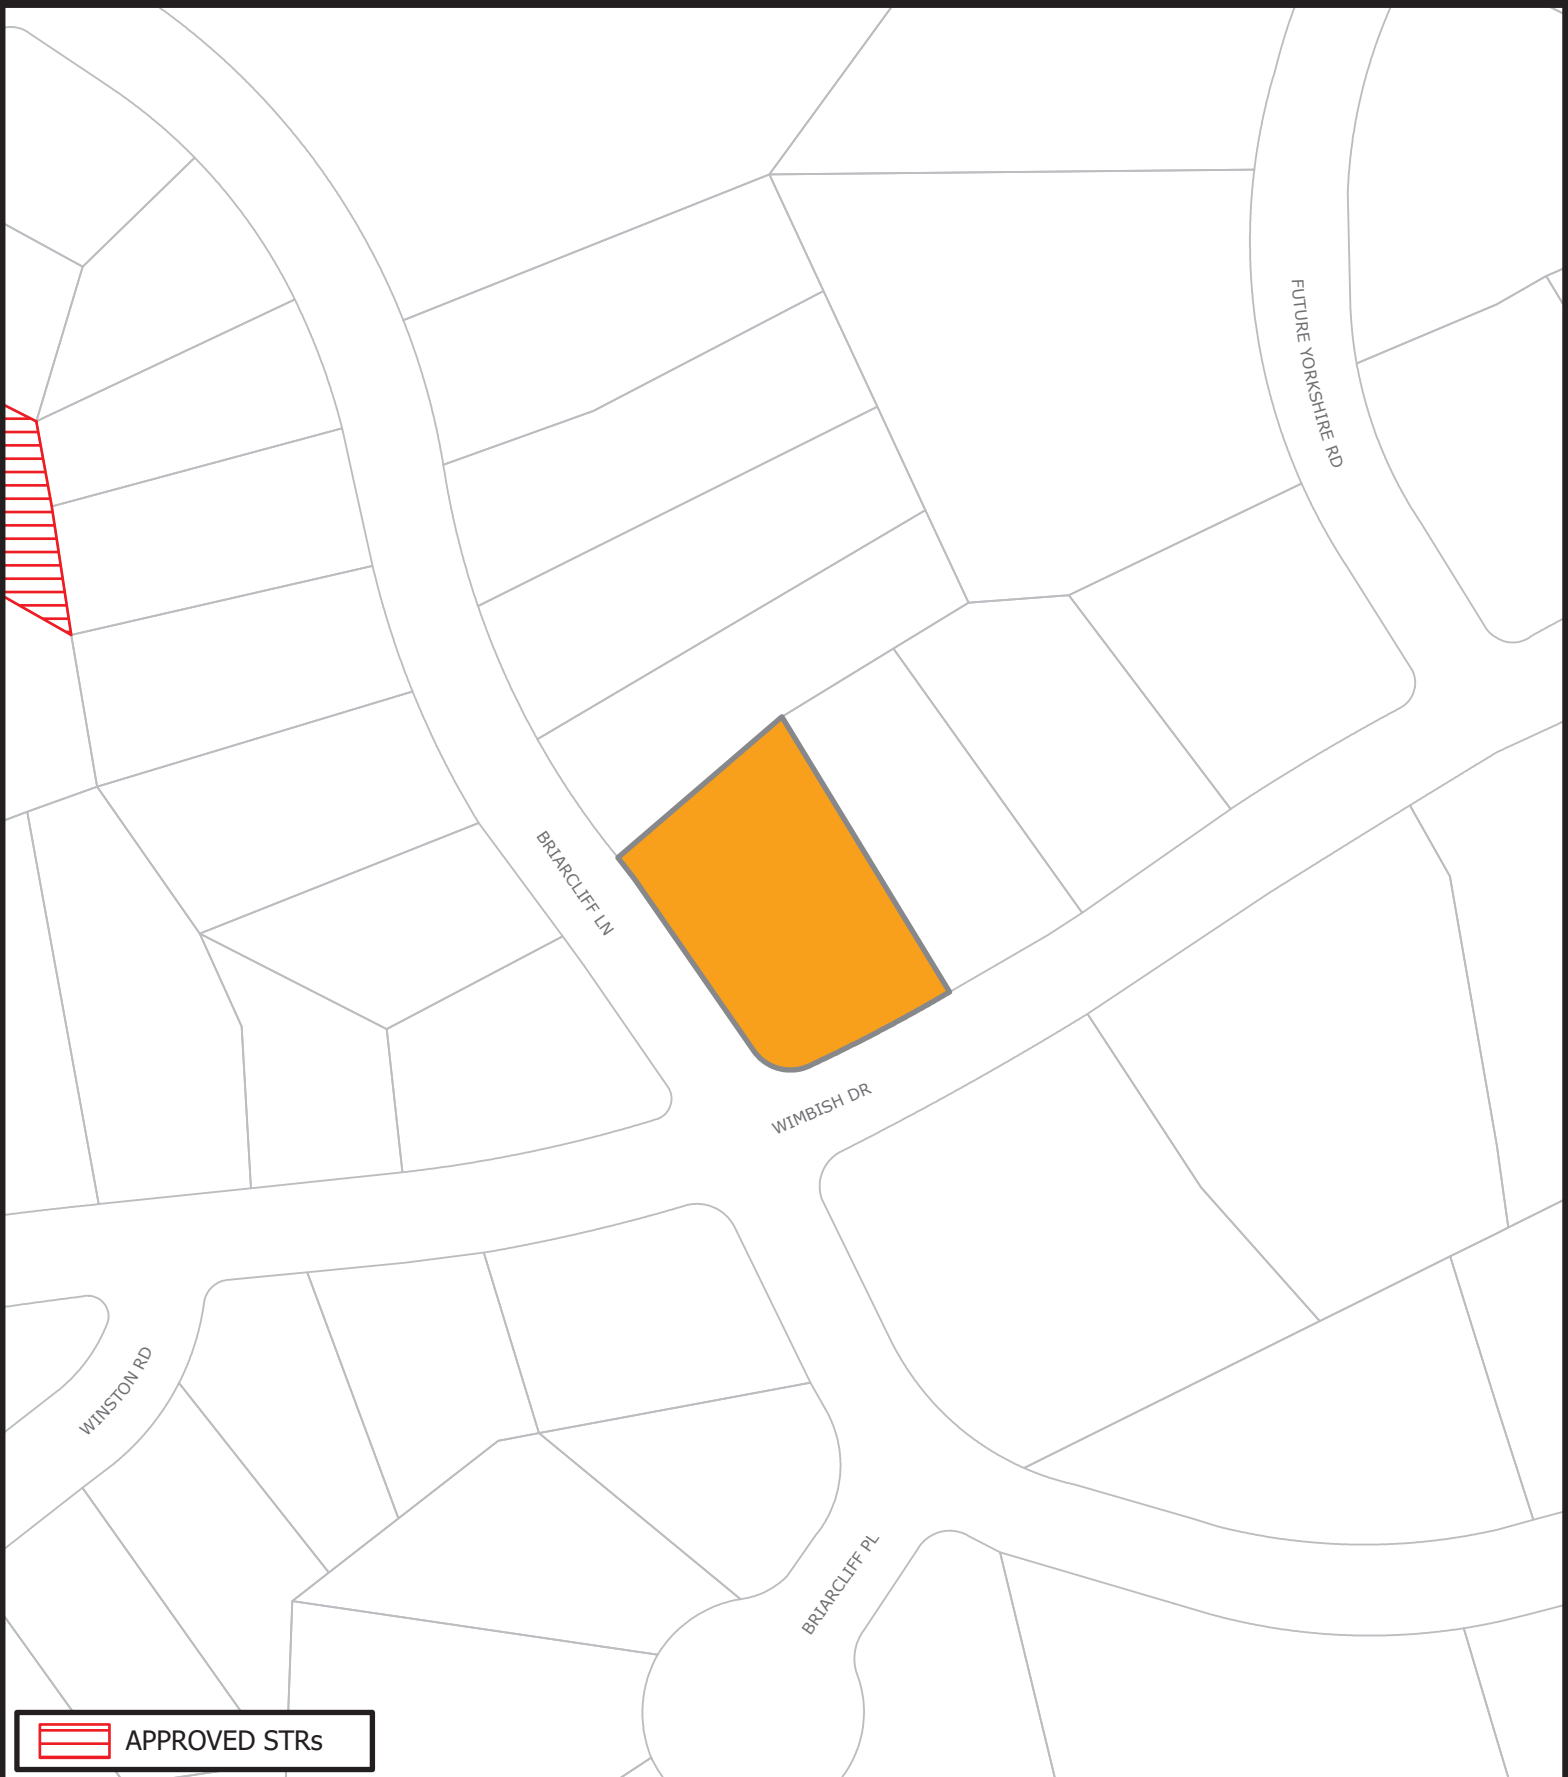 FUTURE YORKSHIRE RD
BRIARCLIFF LN
WIMBISH DR
WINSTON RD
BRIARCLIFF PL
APPROVED STRs